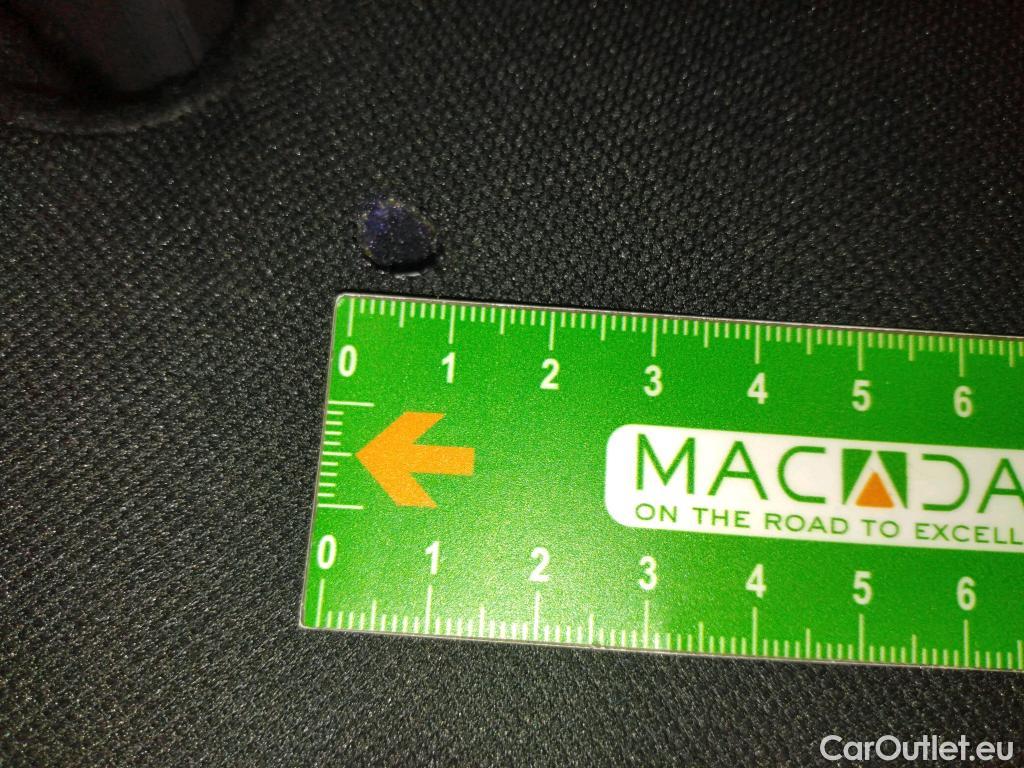 0 1 2 3 4 5 6
MACADA
ON THE ROAD TO EXCELL
0 1 2 3 4 5 6
CarOutlet.eu